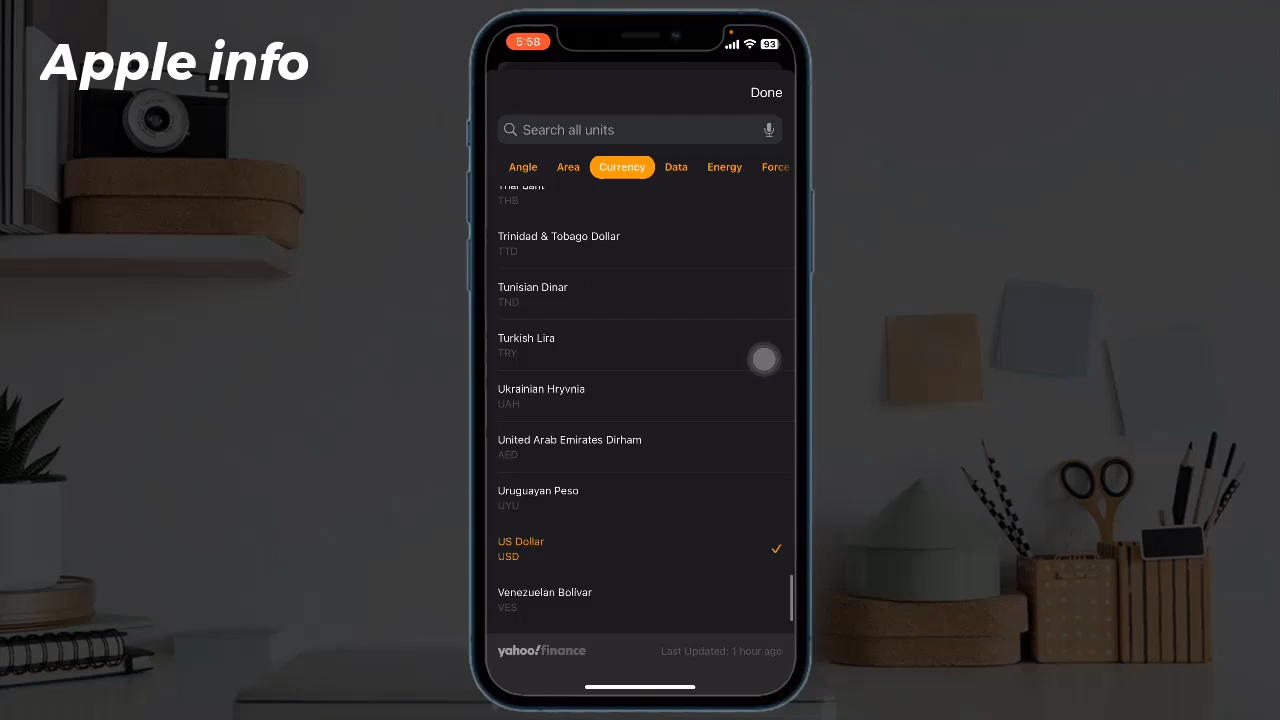 Apple info
5:58
93
Done
Search all units
Angle Area Currency Data Energy Force
Thai Baht
THB
Trinidad & Tobago Dollar
TTD
Tunisian Dinar
TND
Turkish Lira
TRY
Ukrainian Hryvnia
UAH
United Arab Emirates Dirham
AED
Uruguayan Peso
UYU
US Dollar
USD
Venezuelan Bolívar
VES
yahoo!finance Last Updated: 1 hour ago